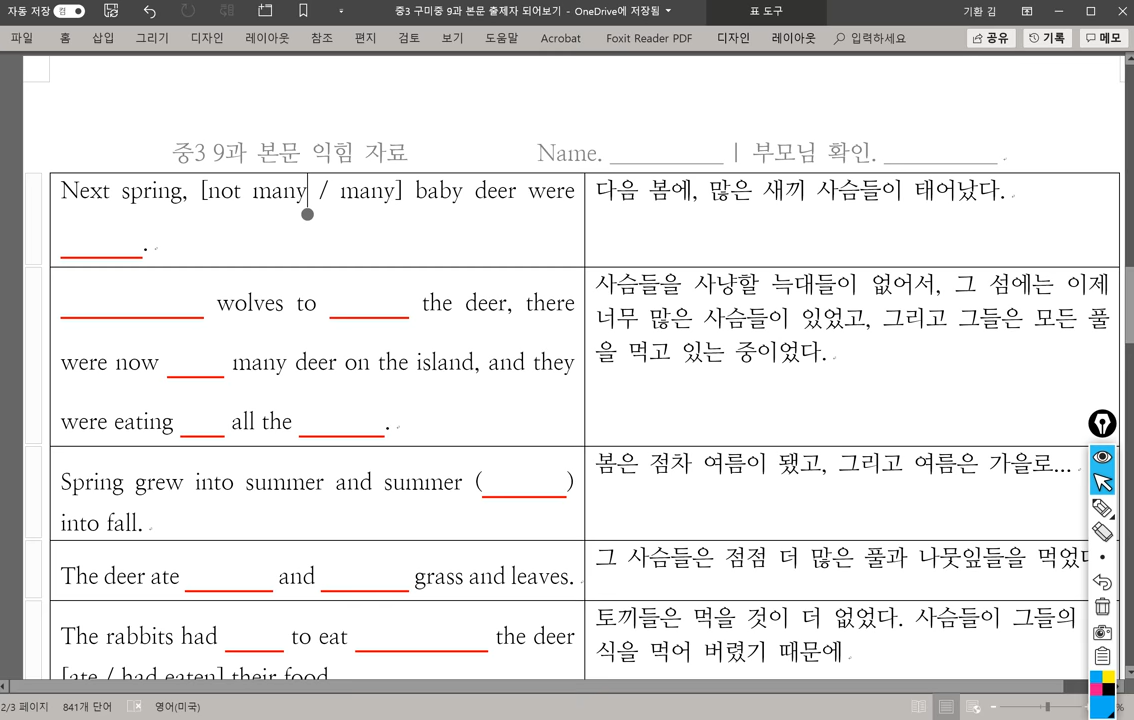 자동 저장 컴
중3 구미중 9과 본문 출제자 되어보기 - OneDrive에 저장됨
표 도구
기환 김
파일 홈 삽입 그리기 디자인 레이아웃 참조 편지 검토 보기 도움말 Acrobat Foxit Reader PDF 디자인 레이아웃 입력하세요 공유 기록 메모
중3 9과 본문 익힘 자료 Name. __________ | 부모님 확인. __________
Next spring, [not many / many] baby deer were
_______.
다음 봄에, 많은 새끼 사슴들이 태어났다.
____________ wolves to _______ the deer, there
were now _____ many deer on the island, and they
were eating ____ all the _______.
사슴들을 사냥할 늑대들이 없어서, 그 섬에는 이제
너무 많은 사슴들이 있었고, 그리고 그들은 모든 풀
을 먹고 있는 중이었다.
Spring grew into summer and summer (_______)
into fall.
봄은 점차 여름이 됐고, 그리고 여름은 가을로...
The deer ate _______ and _______ grass and leaves.
그 사슴들은 점점 더 많은 풀과 나뭇잎들을 먹었
The rabbits had _____ to eat ___________ the deer
[ate / had eaten] their food
토끼들은 먹을 것이 더 없었다. 사슴들이 그들의
식을 먹어 버렸기 때문에
2/3 페이지 841개 단어 영어(미국) %